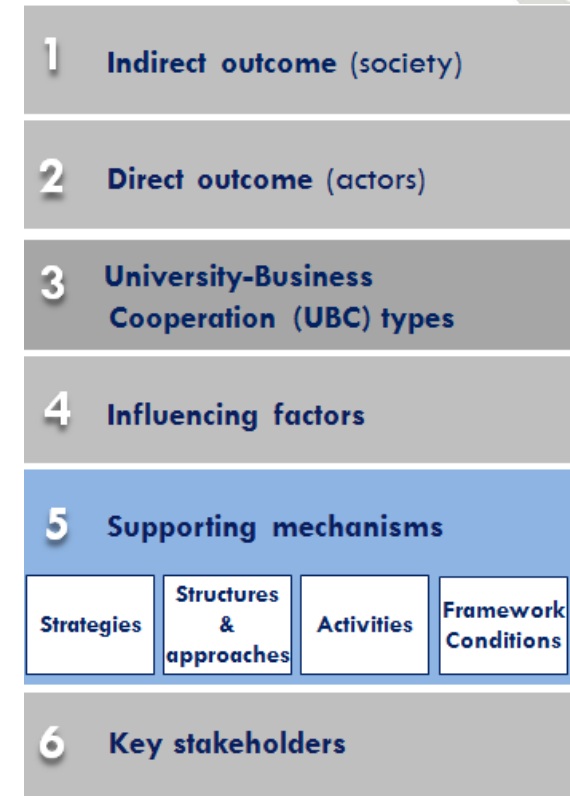 1 Indirect outcome (society)
2 Direct outcome (actors)
3 University-Business
Cooperation (UBC) types
4 Influencing factors
5 Supporting mechanisms
Strategies
Structures
&
approaches
Activities
Framework
Conditions
6 Key stakeholders